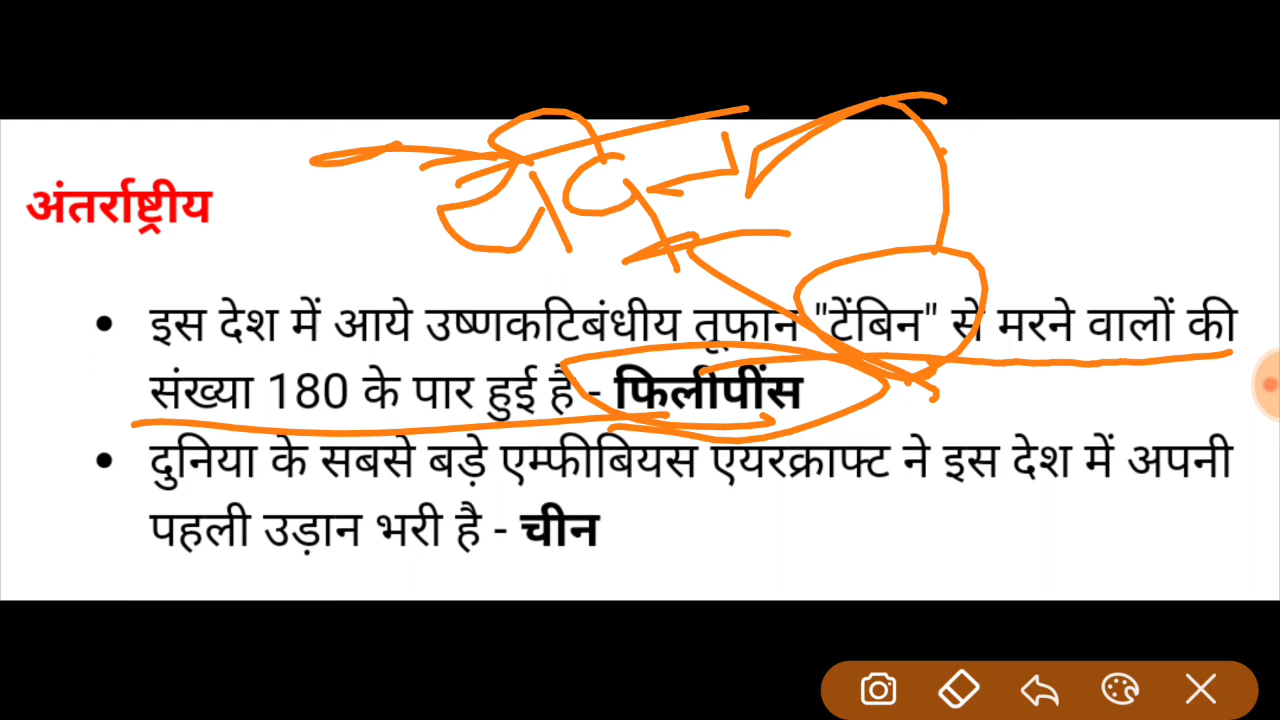 अंतर्राष्ट्रीय
• इस देश में आये उष्णकटिबंधीय तूफान "टेंबिन" से मरने वालों की
संख्या 180 के पार हुई है - फिलीपींस
• दुनिया के सबसे बड़े एम्फीबियस एयरक्राफ्ट ने इस देश में अपनी
पहली उड़ान भरी है - चीन